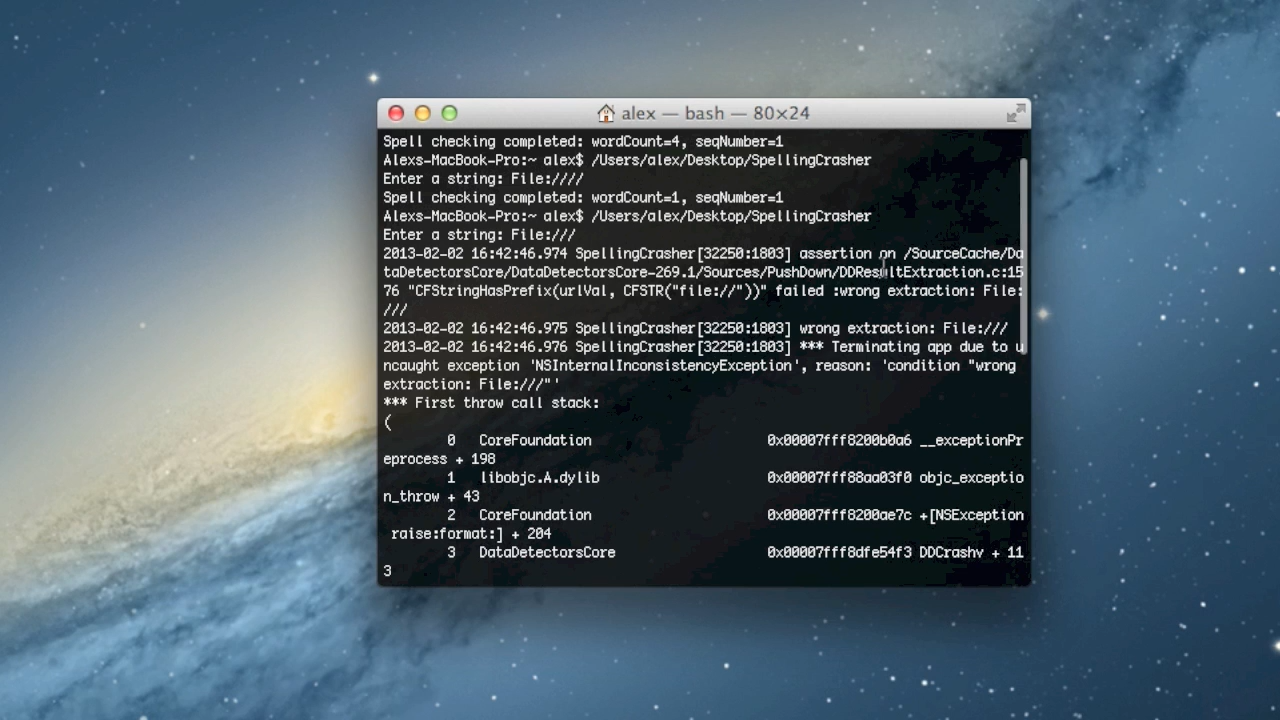 alex — bash — 80×24
Spell checking completed: wordCount=4, seqNumber=1
Alexs-MacBook-Pro:~ alex$ /Users/alex/Desktop/SpellingCrasher
Enter a string: File:////
Spell checking completed: wordCount=1, seqNumber=1
Alexs-MacBook-Pro:~ alex$ /Users/alex/Desktop/SpellingCrasher
Enter a string: File:///
2013-02-02 16:42:46.974 SpellingCrasher[32250:1803] assertion on /SourceCache/Da
taDetectorsCore/DataDetectorsCore-269.1/Sources/PushDown/DDResultExtraction.c:15
76 "CFStringHasPrefix(urlVal, CFSTR("file://"))" failed :wrong extraction: File:
///
2013-02-02 16:42:46.975 SpellingCrasher[32250:1803] wrong extraction: File:///
2013-02-02 16:42:46.976 SpellingCrasher[32250:1803] *** Terminating app due to u
ncaught exception 'NSInternalInconsistencyException', reason: 'condition "wrong
extraction: File:///"'
*** First throw call stack:
(
0 CoreFoundation 0x00007fff8200b0a6 __exceptionPr
eprocess + 198
1 libobjc.A.dylib 0x00007fff88aa03f0 objc_exceptio
n_throw + 43
2 CoreFoundation 0x00007fff8200ae7c +[NSException
raise:format:] + 204
3 DataDetectorsCore 0x00007fff8dfe54f3 DDCrashv + 11
3